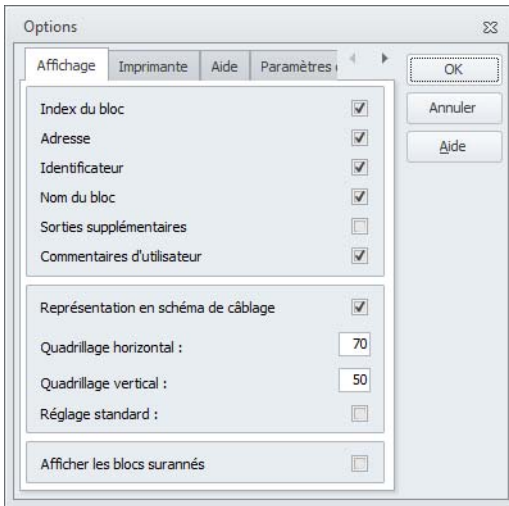 Options
Affichage Imprimante Aide Paramètres
OK
Annuler
Aide
Index du bloc
Adresse
Identificateur
Nom du bloc
Sorties supplémentaires
Commentaires d'utilisateur
Représentation en schéma de câblage
Quadrillage horizontal : 70
Quadrillage vertical : 50
Réglage standard :
Afficher les blocs surannés